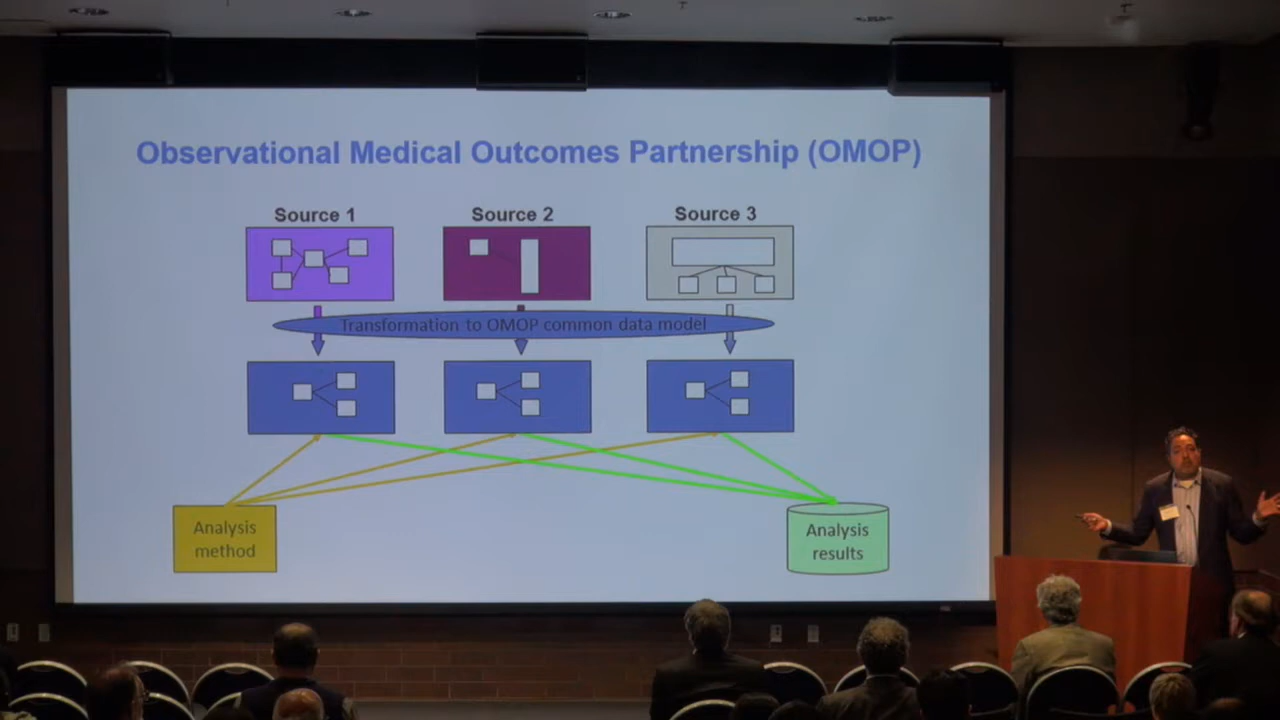 Observational Medical Outcomes Partnership (OMOP)
Source 1 Source 2 Source 3
Transformation to OMOP common data model
Analysis
method
Analysis
results